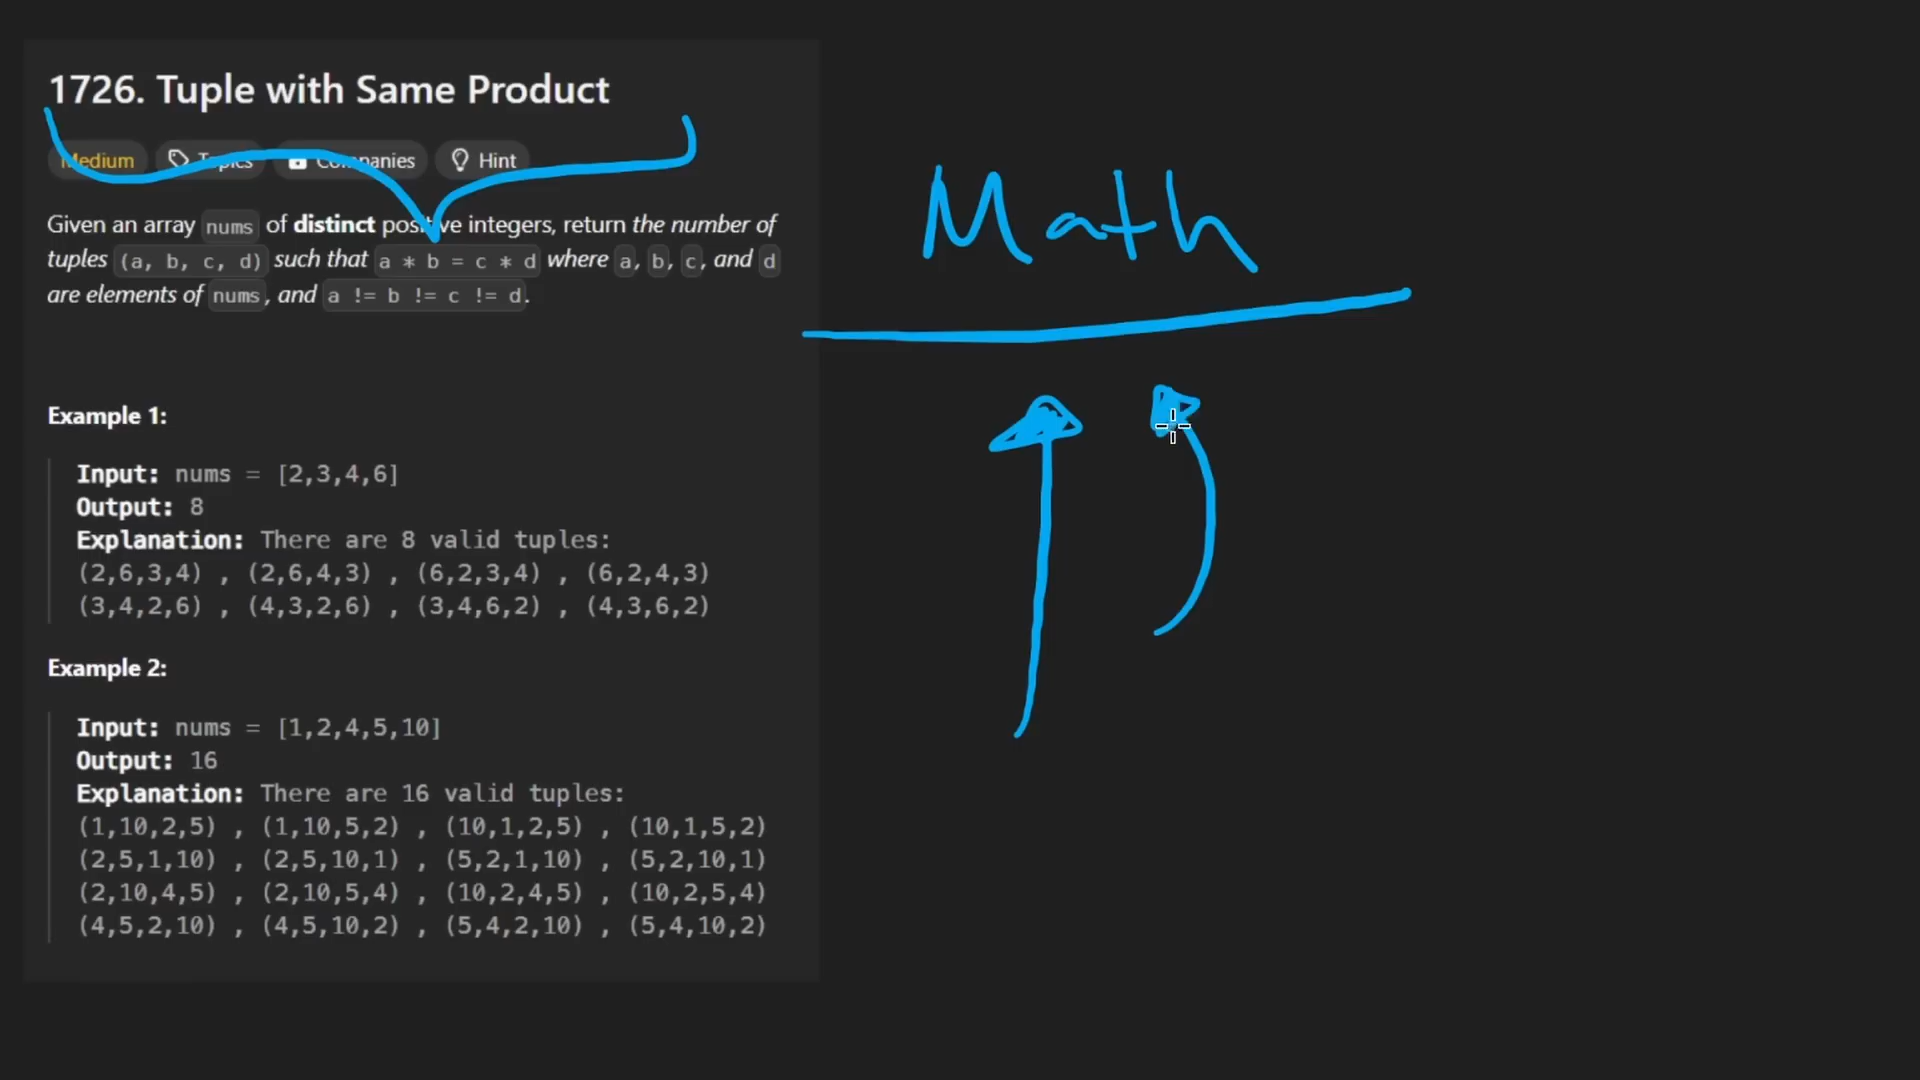 1726. Tuple with Same Product
Medium Topics Companies Hint
Given an array nums of distinct positive integers, return the number of
tuples (a, b, c, d) such that a * b = c * d where a, b, c, and d
are elements of nums, and a != b != c != d.
Example 1:
Input: nums = [2,3,4,6]
Output: 8
Explanation: There are 8 valid tuples:
(2,6,3,4) , (2,6,4,3) , (6,2,3,4) , (6,2,4,3)
(3,4,2,6) , (4,3,2,6) , (3,4,6,2) , (4,3,6,2)
Example 2:
Input: nums = [1,2,4,5,10]
Output: 16
Explanation: There are 16 valid tuples:
(1,10,2,5) , (1,10,5,2) , (10,1,2,5) , (10,1,5,2)
(2,5,1,10) , (2,5,10,1) , (5,2,1,10) , (5,2,10,1)
(2,10,4,5) , (2,10,5,4) , (10,2,4,5) , (10,2,5,4)
(4,5,2,10) , (4,5,10,2) , (5,4,2,10) , (5,4,10,2)
Math